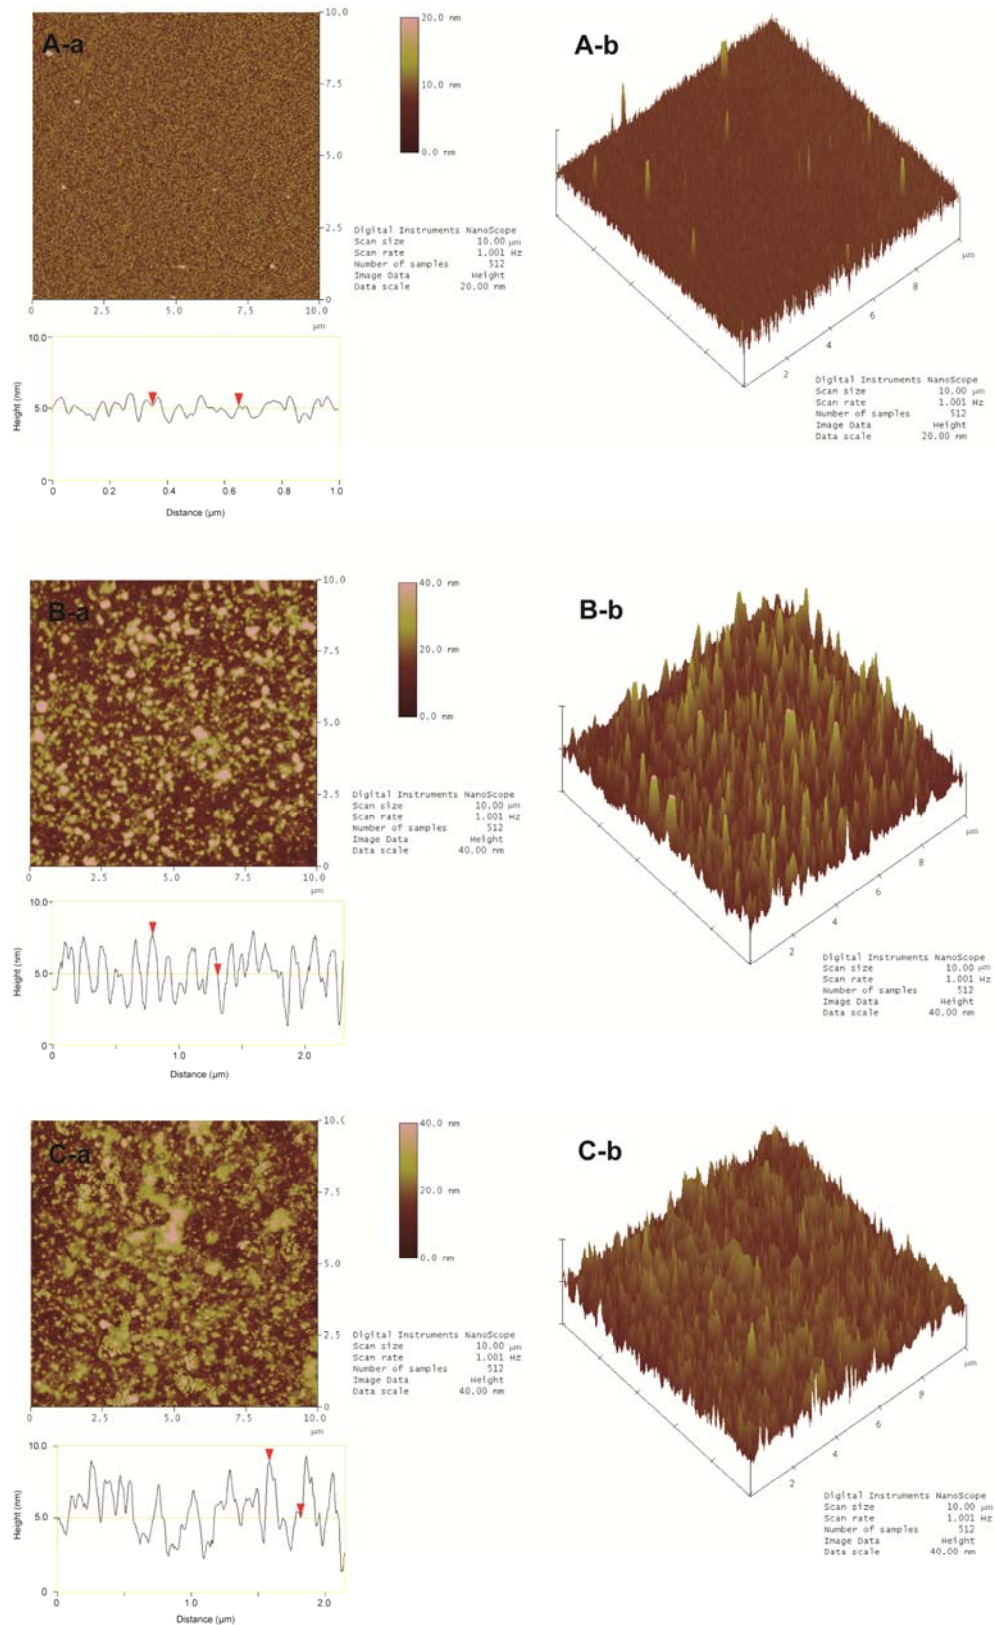 A-a
10.0
7.5
5.0
2.5
0
0 2.5 5.0 7.5 10.0
µm
20.0 nm
10.0 nm
0.0 nm
Digital Instruments NanoScope
Scan size 10.00 µm
Scan rate 1.001 Hz
Number of samples 512
Image Data Height
Data scale 20.00 nm
Height (nm)
10.0
5.0
0
0 0.2 0.4 0.6 0.8 1.0
Distance (µm)
A-b
µm
8
6
4
2
Digital Instruments NanoScope
Scan size 10.00 µm
Scan rate 1.001 Hz
Number of samples 512
Image Data Height
Data scale 20.00 nm
B-a
10.0
7.5
5.0
2.5
0
0 2.5 5.0 7.5 10.0
µm
40.0 nm
20.0 nm
0.0 nm
Digital Instruments NanoScope
Scan size 10.00 µm
Scan rate 1.001 Hz
Number of samples 512
Image Data Height
Data scale 40.00 nm
Height (nm)
10.0
5.0
0
0 1.0 2.0
Distance (µm)
B-b
µm
8
6
4
2
Digital Instruments NanoScope
Scan size 10.00 µm
Scan rate 1.001 Hz
Number of samples 512
Image Data Height
Data scale 40.00 nm
C-a
10.0
7.5
5.0
2.5
0
0 2.5 5.0 7.5 10.0
µm
40.0 nm
20.0 nm
0.0 nm
Digital Instruments NanoScope
Scan size 10.00 µm
Scan rate 1.001 Hz
Number of samples 512
Image Data Height
Data scale 40.00 nm
Height (nm)
10.0
5.0
0
0 1.0 2.0
Distance (µm)
C-b
µm
8
6
4
2
Digital Instruments NanoScope
Scan size 10.00 µm
Scan rate 1.001 Hz
Number of samples 512
Image Data Height
Data scale 40.00 nm